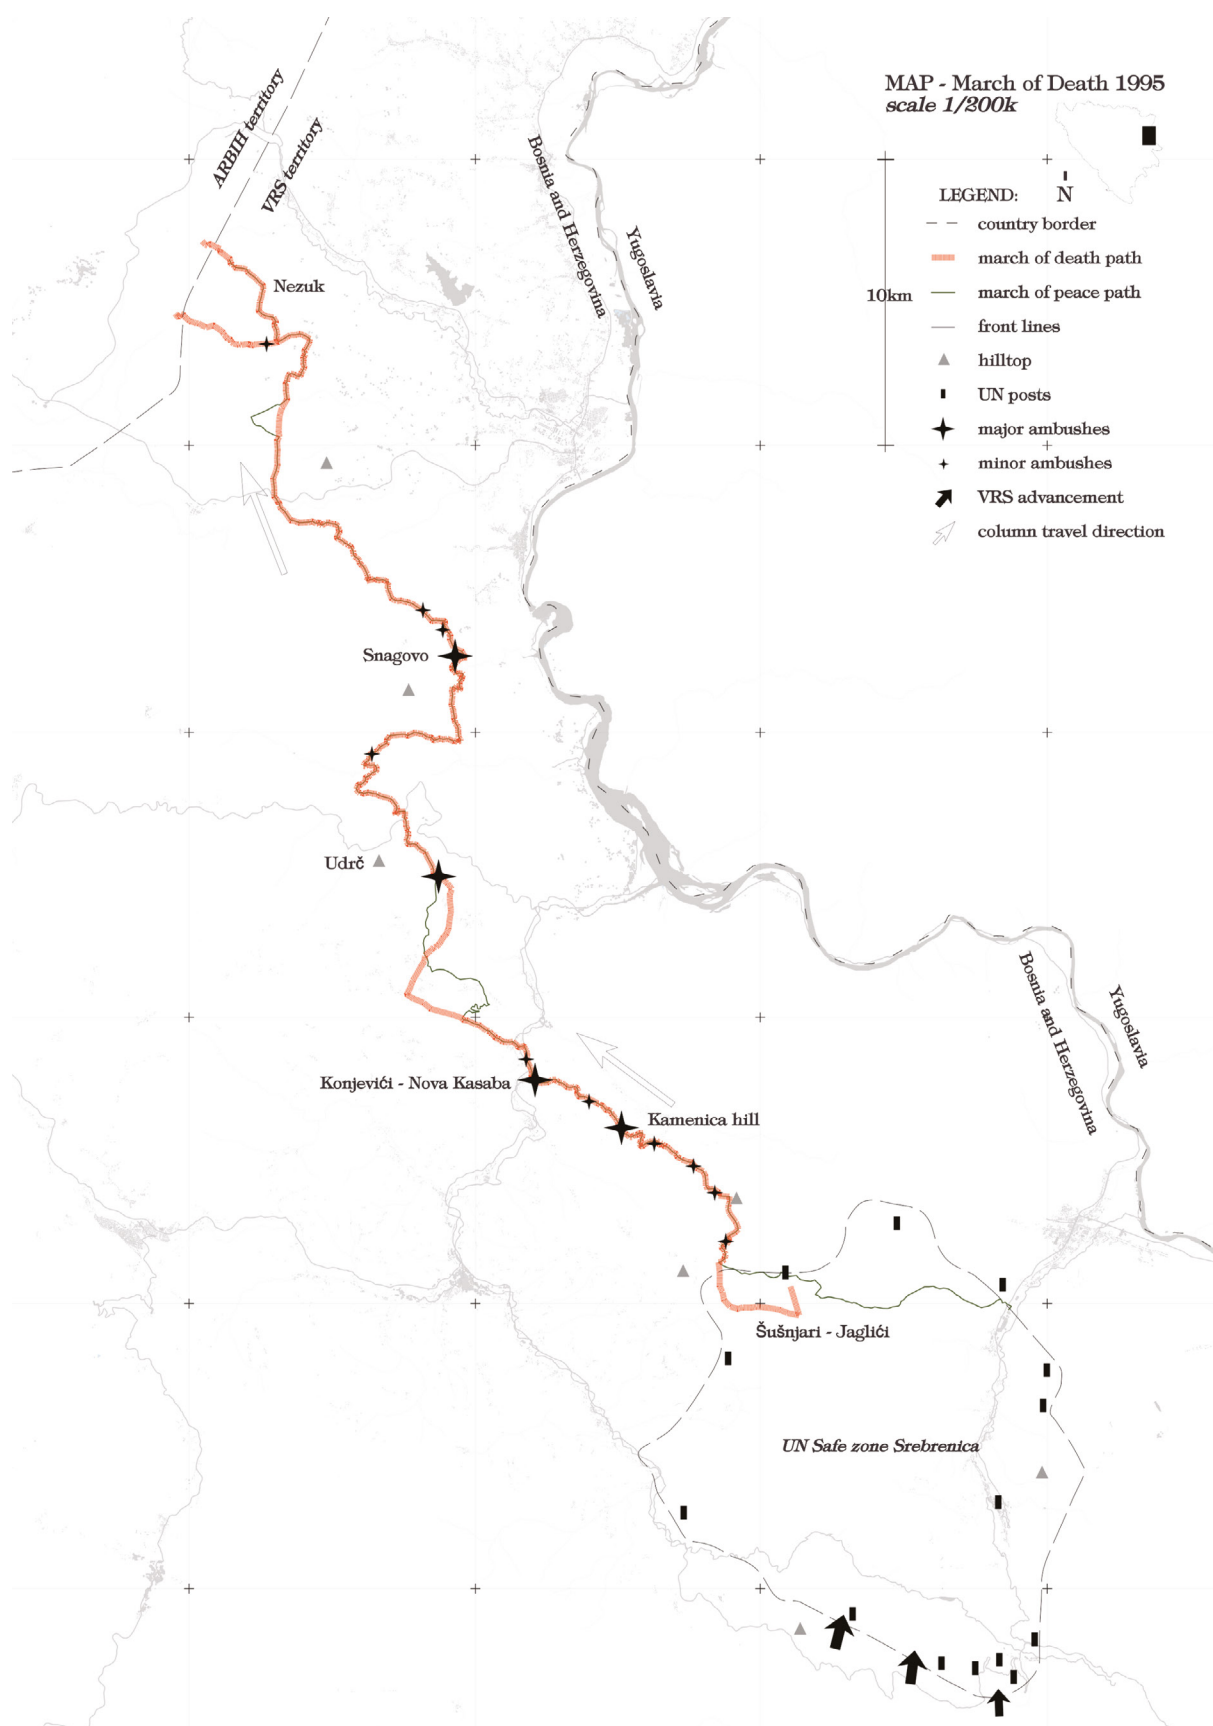 MAP - March of Death 1995
scale 1/200k
N
LEGEND:
country border
march of death path
march of peace path
front lines
hilltop
UN posts
major ambushes
minor ambushes
VRS advancement
column travel direction
10km
ARBIH territory
VRS territory
Bosnia and Herzegovina
Yugoslavia
Nezuk
Snagovo
Udrč
Bosnia and Herzegovina
Yugoslavia
Konjevići - Nova Kasaba
Kamenica hill
Šušnjari - Jaglići
UN Safe zone Srebrenica